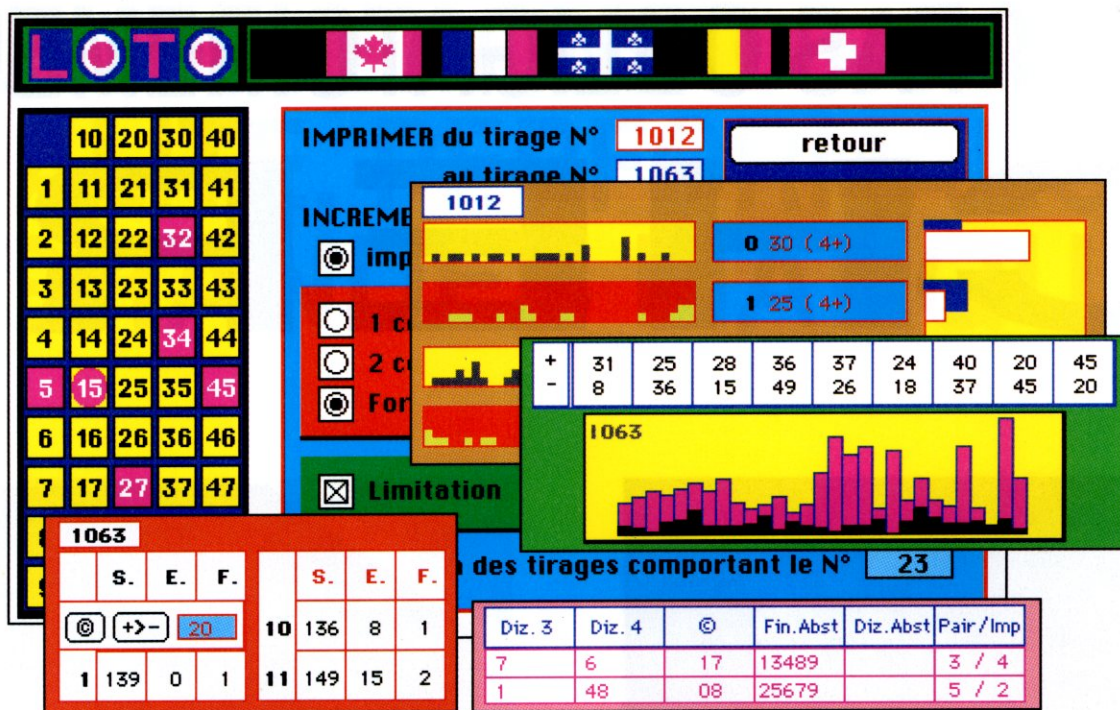 LOTO
10 20 30 40
1 11 21 31 41
2 12 22 32 42
3 13 23 33 43
4 14 24 34 44
5 15 25 35 45
6 16 26 36 46
7 17 27 37 47
IMPRIMER du tirage N° 1012
retour
au tirage N° 1063
INCREME
imp
1 c
2 c
For
Limitation
des tirages comportant le N° 23
1012
0 30 (4+)
1 25 (4+)
+ 31 25 28 36 37 24 40 20 45
- 8 36 15 49 26 18 37 45 20
1063
1063
S. E. F. S. E. F.
© +>- 20 10 136 8 1
1 139 0 1 11 149 15 2
Diz. 3 Diz. 4 © Fin.Abst Diz.Abst Pair/Imp
7 6 17 13489 3 / 4
1 48 08 25679 5 / 2